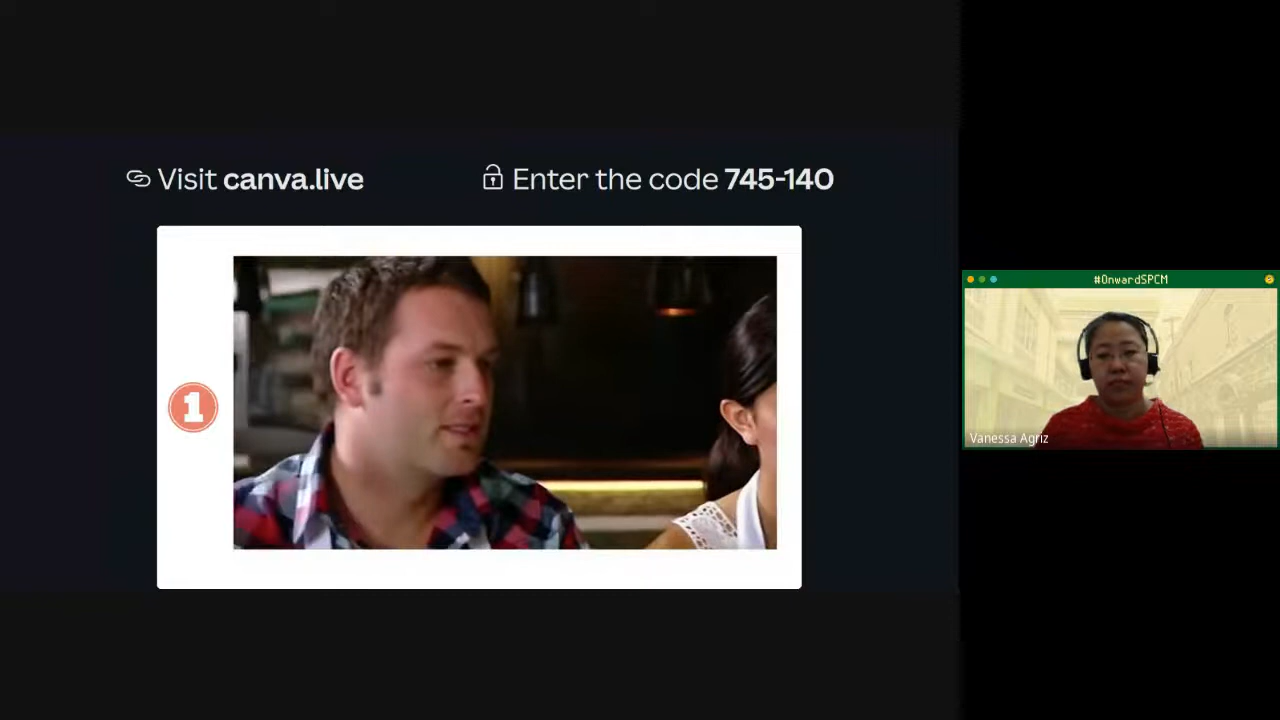 Visit canva.live
Enter the code 745-140
1
#OnwardSPCM
Vanessa Agriz